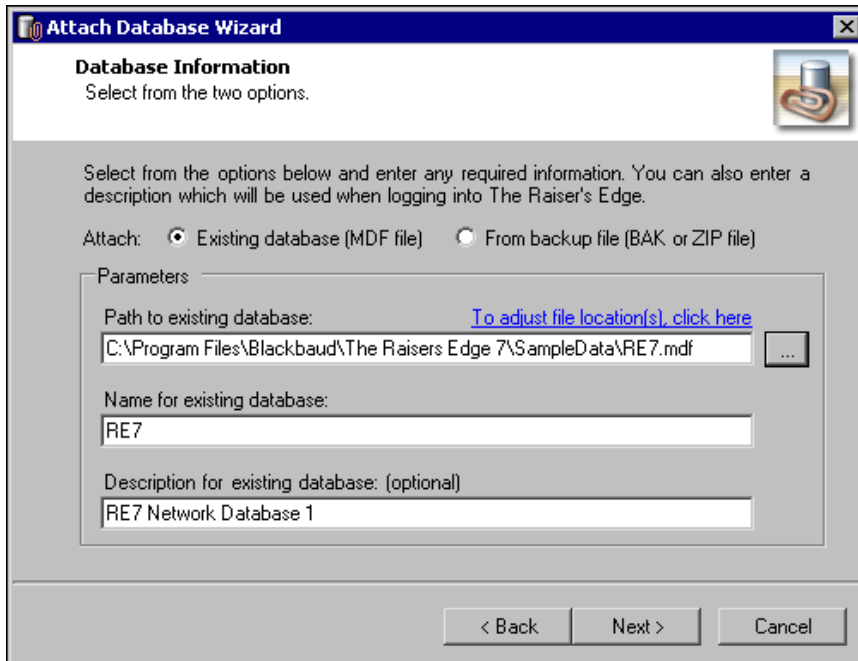 Attach Database Wizard
Database Information
Select from the two options.
Select from the options below and enter any required information. You can also enter a
description which will be used when logging into The Raiser's Edge.
Attach: Existing database (MDF file) From backup file (BAK or ZIP file)
Parameters
Path to existing database: To adjust file location(s), click here
C:\Program Files\Blackbaud\The Raisers Edge 7\SampleData\RE7.mdf ...
Name for existing database:
RE7
Description for existing database: (optional)
RE7 Network Database 1
< Back Next > Cancel